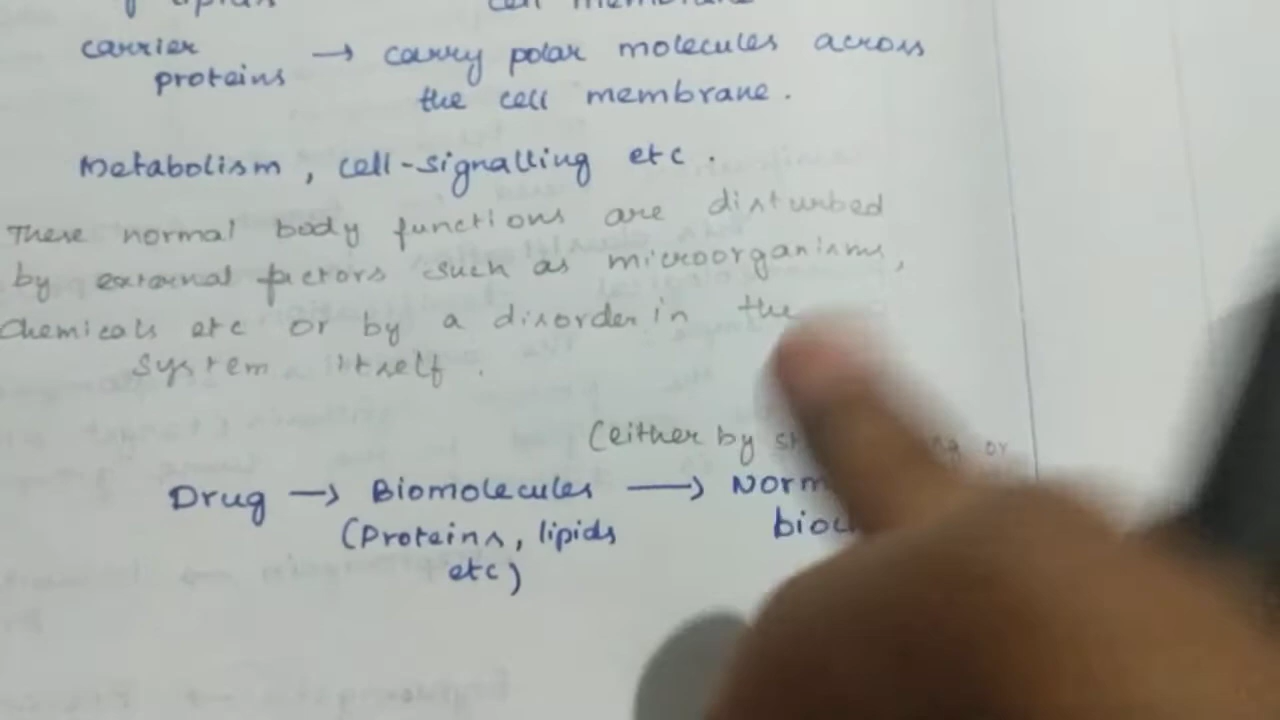 carrier → carry polar molecules across
proteins the cell membrane.
Metabolism, cell-signalling etc.
These normal body functions are disturbed
by external factors such as microorganisms,
chemicals etc or by a disorder in the
system itself.
(either by or
Drug → Biomolecules →
(Proteins, lipids
etc)